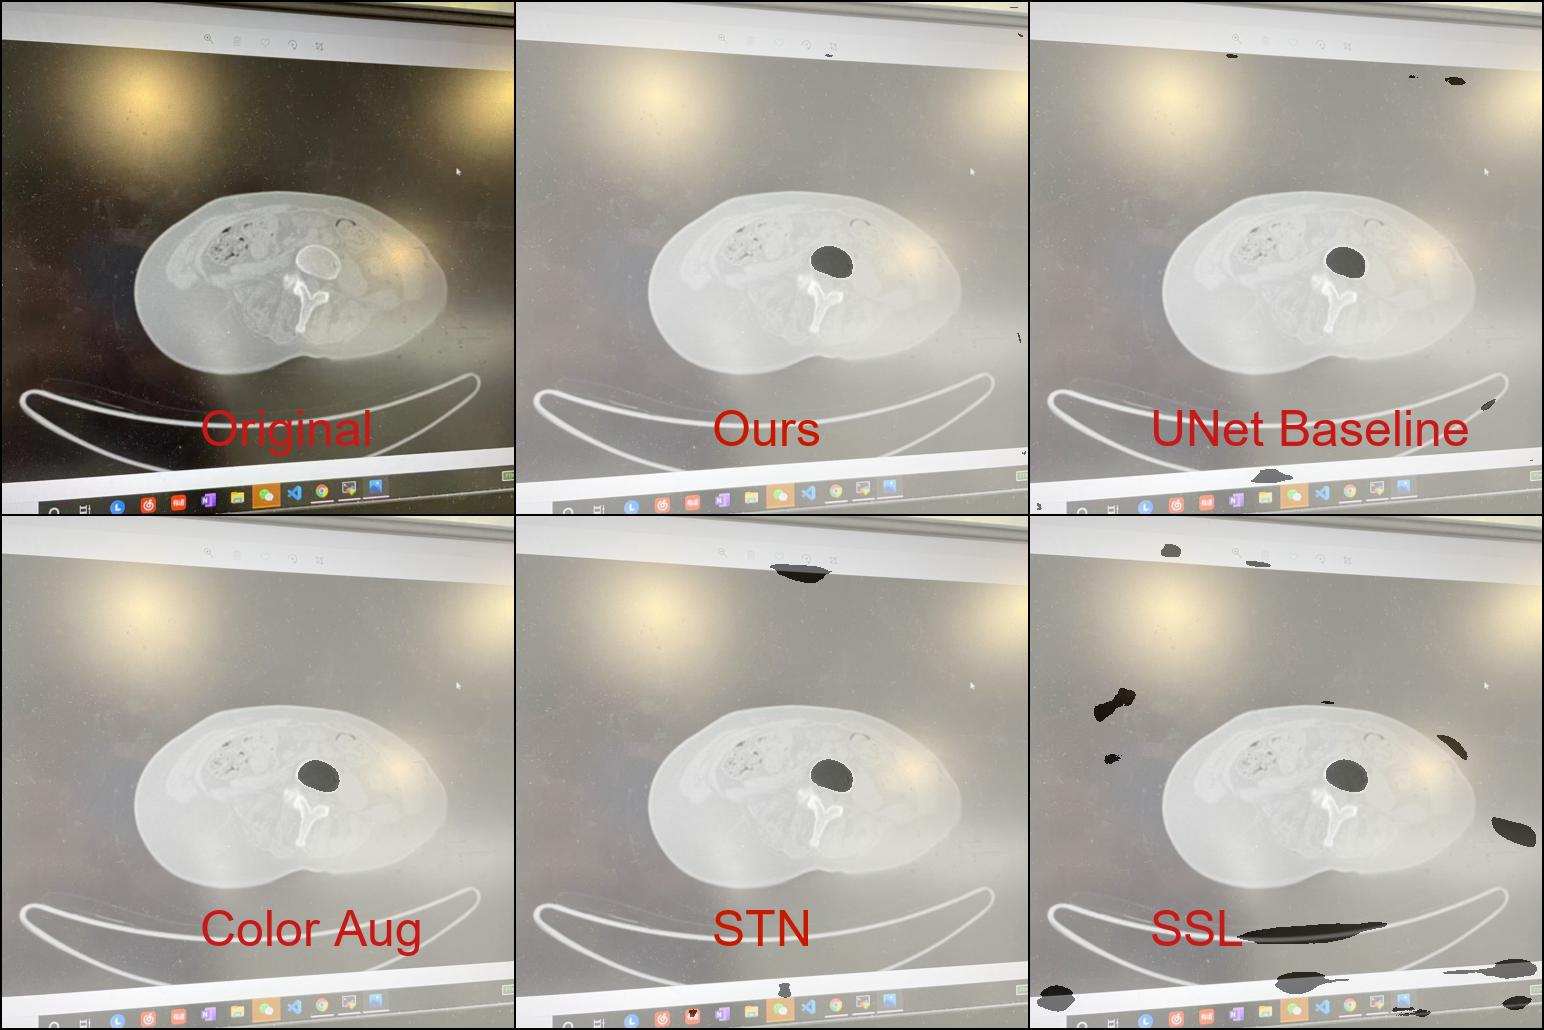 Original
Ours
UNet Baseline
Color Aug
STN
SSL